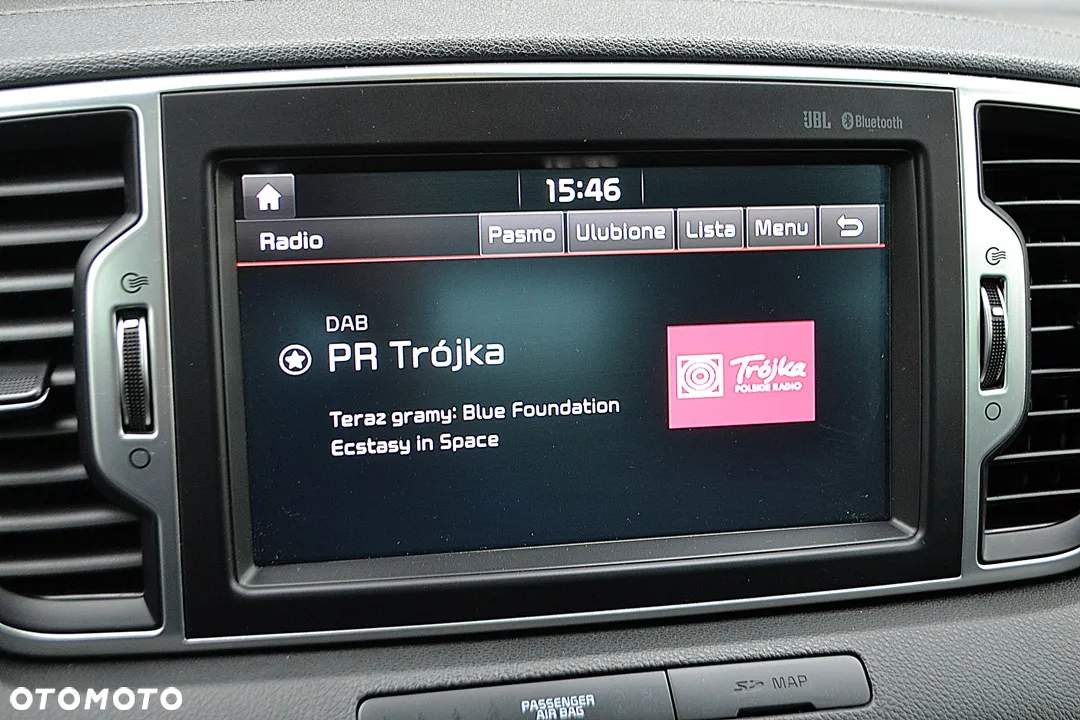 JBL Bluetooth
15:46
Radio Pasmo Ulubione Lista Menu
DAB
PR Trójka
Trójka
POLSKIE RADIO
Teraz gramy: Blue Foundation
Ecstasy in Space
SD MAP
PASSENGER
AIR BAG
OTOMOTO